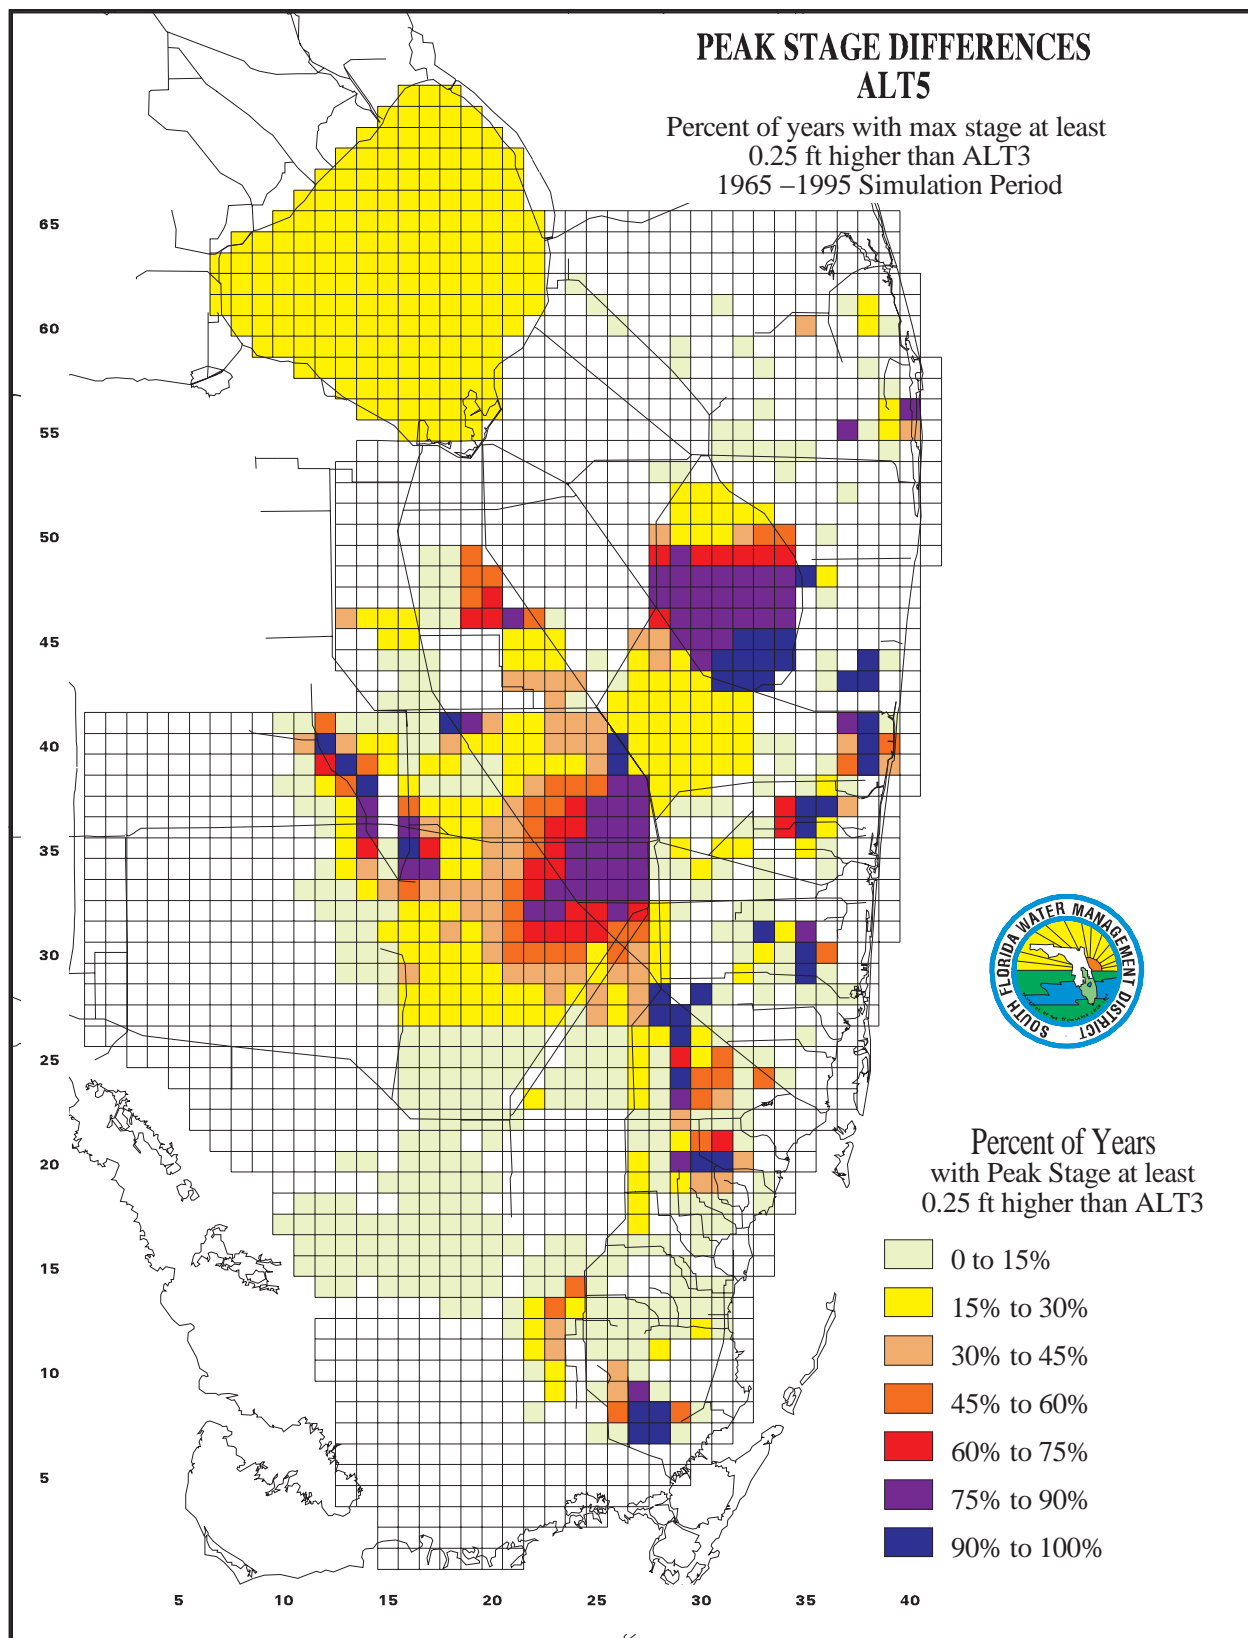 PEAK STAGE DIFFERENCES
ALT5
Percent of years with max stage at least
0.25 ft higher than ALT3
1965 –1995 Simulation Period
65
60
55
50
45
40
35
30
25
20
15
10
5
5
10
15
20
25
30
35
40
SOUTH FLORIDA WATER MANAGEMENT DISTRICT
Percent of Years
with Peak Stage at least
0.25 ft higher than ALT3
0 to 15%
15% to 30%
30% to 45%
45% to 60%
60% to 75%
75% to 90%
90% to 100%